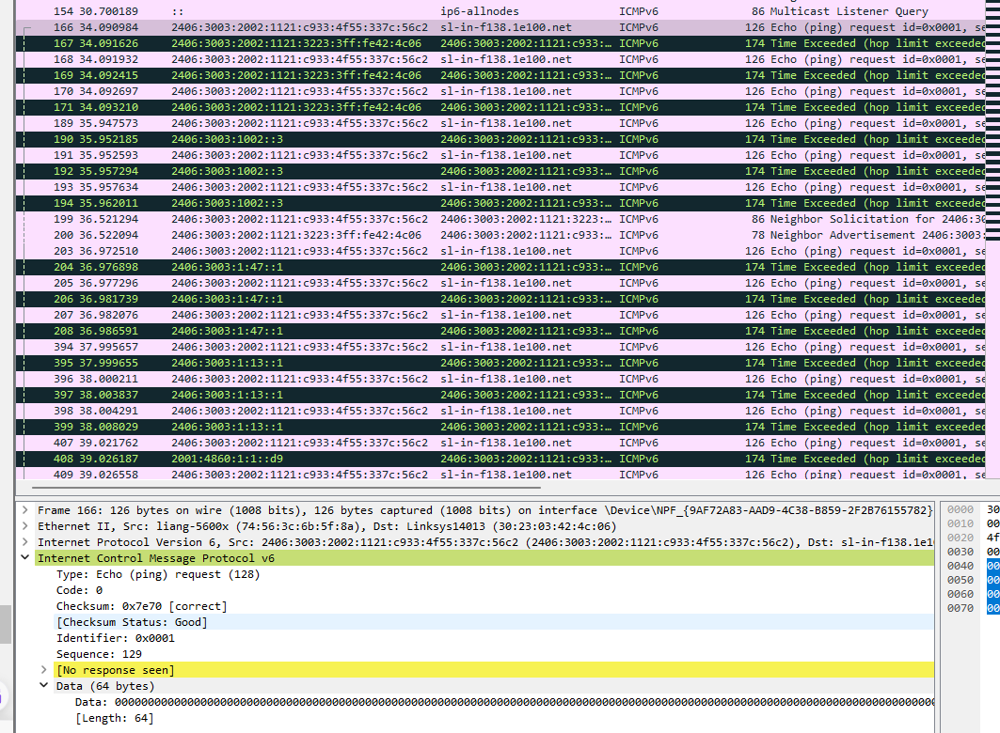 154 30.700189 :: ip6-allnodes ICMPv6 86 Multicast Listener Query
166 34.090984 2406:3003:2002:1121:c933:4f55:337c:56c2 sl-in-f138.1e100.net ICMPv6 126 Echo (ping) request id=0x0001, se
167 34.091626 2406:3003:2002:1121:3223:3ff:fe42:4c06 2406:3003:2002:1121:c933:… ICMPv6 174 Time Exceeded (hop limit exceeded
168 34.091932 2406:3003:2002:1121:c933:4f55:337c:56c2 sl-in-f138.1e100.net ICMPv6 126 Echo (ping) request id=0x0001, se
169 34.092415 2406:3003:2002:1121:3223:3ff:fe42:4c06 2406:3003:2002:1121:c933:… ICMPv6 174 Time Exceeded (hop limit exceeded
170 34.092697 2406:3003:2002:1121:c933:4f55:337c:56c2 sl-in-f138.1e100.net ICMPv6 126 Echo (ping) request id=0x0001, se
171 34.093210 2406:3003:2002:1121:3223:3ff:fe42:4c06 2406:3003:2002:1121:c933:… ICMPv6 174 Time Exceeded (hop limit exceeded
189 35.947573 2406:3003:2002:1121:c933:4f55:337c:56c2 sl-in-f138.1e100.net ICMPv6 126 Echo (ping) request id=0x0001, se
190 35.952185 2406:3003:1002::3 2406:3003:2002:1121:c933:… ICMPv6 174 Time Exceeded (hop limit exceeded
191 35.952593 2406:3003:2002:1121:c933:4f55:337c:56c2 sl-in-f138.1e100.net ICMPv6 126 Echo (ping) request id=0x0001, se
192 35.957294 2406:3003:1002::3 2406:3003:2002:1121:c933:… ICMPv6 174 Time Exceeded (hop limit exceeded
193 35.957634 2406:3003:2002:1121:c933:4f55:337c:56c2 sl-in-f138.1e100.net ICMPv6 126 Echo (ping) request id=0x0001, se
194 35.962011 2406:3003:1002::3 2406:3003:2002:1121:c933:… ICMPv6 174 Time Exceeded (hop limit exceeded
199 36.521294 2406:3003:2002:1121:c933:4f55:337c:56c2 2406:3003:2002:1121:3223:… ICMPv6 86 Neighbor Solicitation for 2406:30
200 36.522094 2406:3003:2002:1121:3223:3ff:fe42:4c06 2406:3003:2002:1121:c933:… ICMPv6 78 Neighbor Advertisement 2406:3003:
203 36.972510 2406:3003:2002:1121:c933:4f55:337c:56c2 sl-in-f138.1e100.net ICMPv6 126 Echo (ping) request id=0x0001, se
204 36.976898 2406:3003:1:47::1 2406:3003:2002:1121:c933:… ICMPv6 174 Time Exceeded (hop limit exceeded
205 36.977296 2406:3003:2002:1121:c933:4f55:337c:56c2 sl-in-f138.1e100.net ICMPv6 126 Echo (ping) request id=0x0001, se
206 36.981739 2406:3003:1:47::1 2406:3003:2002:1121:c933:… ICMPv6 174 Time Exceeded (hop limit exceeded
207 36.982076 2406:3003:2002:1121:c933:4f55:337c:56c2 sl-in-f138.1e100.net ICMPv6 126 Echo (ping) request id=0x0001, se
208 36.986591 2406:3003:1:47::1 2406:3003:2002:1121:c933:… ICMPv6 174 Time Exceeded (hop limit exceeded
394 37.995657 2406:3003:2002:1121:c933:4f55:337c:56c2 sl-in-f138.1e100.net ICMPv6 126 Echo (ping) request id=0x0001, se
395 37.999655 2406:3003:1:13::1 2406:3003:2002:1121:c933:… ICMPv6 174 Time Exceeded (hop limit exceeded
396 38.000211 2406:3003:2002:1121:c933:4f55:337c:56c2 sl-in-f138.1e100.net ICMPv6 126 Echo (ping) request id=0x0001, se
397 38.003837 2406:3003:1:13::1 2406:3003:2002:1121:c933:… ICMPv6 174 Time Exceeded (hop limit exceeded
398 38.004291 2406:3003:2002:1121:c933:4f55:337c:56c2 sl-in-f138.1e100.net ICMPv6 126 Echo (ping) request id=0x0001, se
399 38.008029 2406:3003:1:13::1 2406:3003:2002:1121:c933:… ICMPv6 174 Time Exceeded (hop limit exceeded
407 39.021762 2406:3003:2002:1121:c933:4f55:337c:56c2 sl-in-f138.1e100.net ICMPv6 126 Echo (ping) request id=0x0001, se
408 39.026187 2001:4860:1:1::d9 2406:3003:2002:1121:c933:… ICMPv6 174 Time Exceeded (hop limit exceeded
409 39.026558 2406:3003:2002:1121:c933:4f55:337c:56c2 sl-in-f138.1e100.net ICMPv6 126 Echo (ping) request id=0x0001, se
Frame 166: 126 bytes on wire (1008 bits), 126 bytes captured (1008 bits) on interface \Device\NPF_{9AF72A83-AAD9-4C38-B859-2F2B76155782}
Ethernet II, Src: liang-5600x (74:56:3c:6b:5f:8a), Dst: Linksys14013 (30:23:03:42:4c:06)
Internet Protocol Version 6, Src: 2406:3003:2002:1121:c933:4f55:337c:56c2 (2406:3003:2002:1121:c933:4f55:337c:56c2), Dst: sl-in-f138.1e1
Internet Control Message Protocol v6
Type: Echo (ping) request (128)
Code: 0
Checksum: 0x7e70 [correct]
[Checksum Status: Good]
Identifier: 0x0001
Sequence: 129
[No response seen]
Data (64 bytes)
Data: 000000000000000000000000000000000000000000000000000000000000000000000000000000000000000000000000000000000000000000000000000
[Length: 64]
0000 30
0010 00
0020 4f
0030 00
0040 00
0050 00
0060 00
0070 00